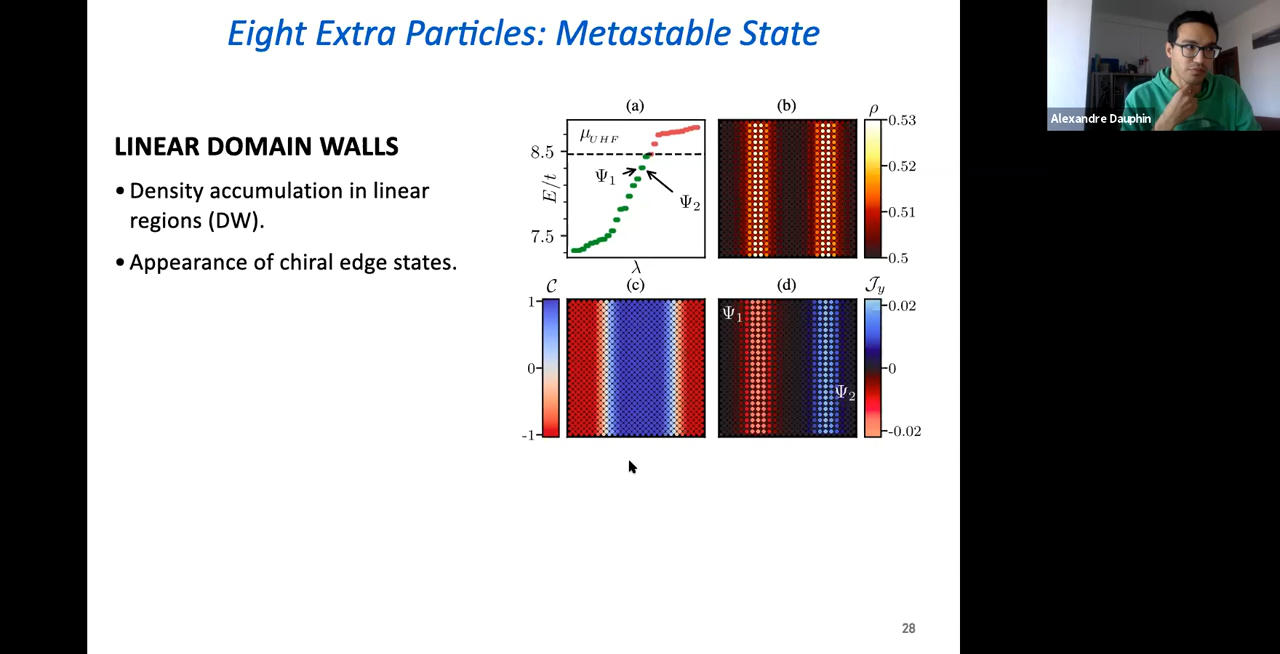 Eight Extra Particles: Metastable State
Alexandre Dauphin
LINEAR DOMAIN WALLS
• Density accumulation in linear
regions (DW).
• Appearance of chiral edge states.
(a)
(b)
ρ
μUHF
8.5
7.5
E/t
Ψ1
Ψ2
λ
0.53
0.52
0.51
0.5
C
(c)
(d)
𝒥y
1
0
-1
Ψ1
Ψ2
0.02
0
-0.02
28